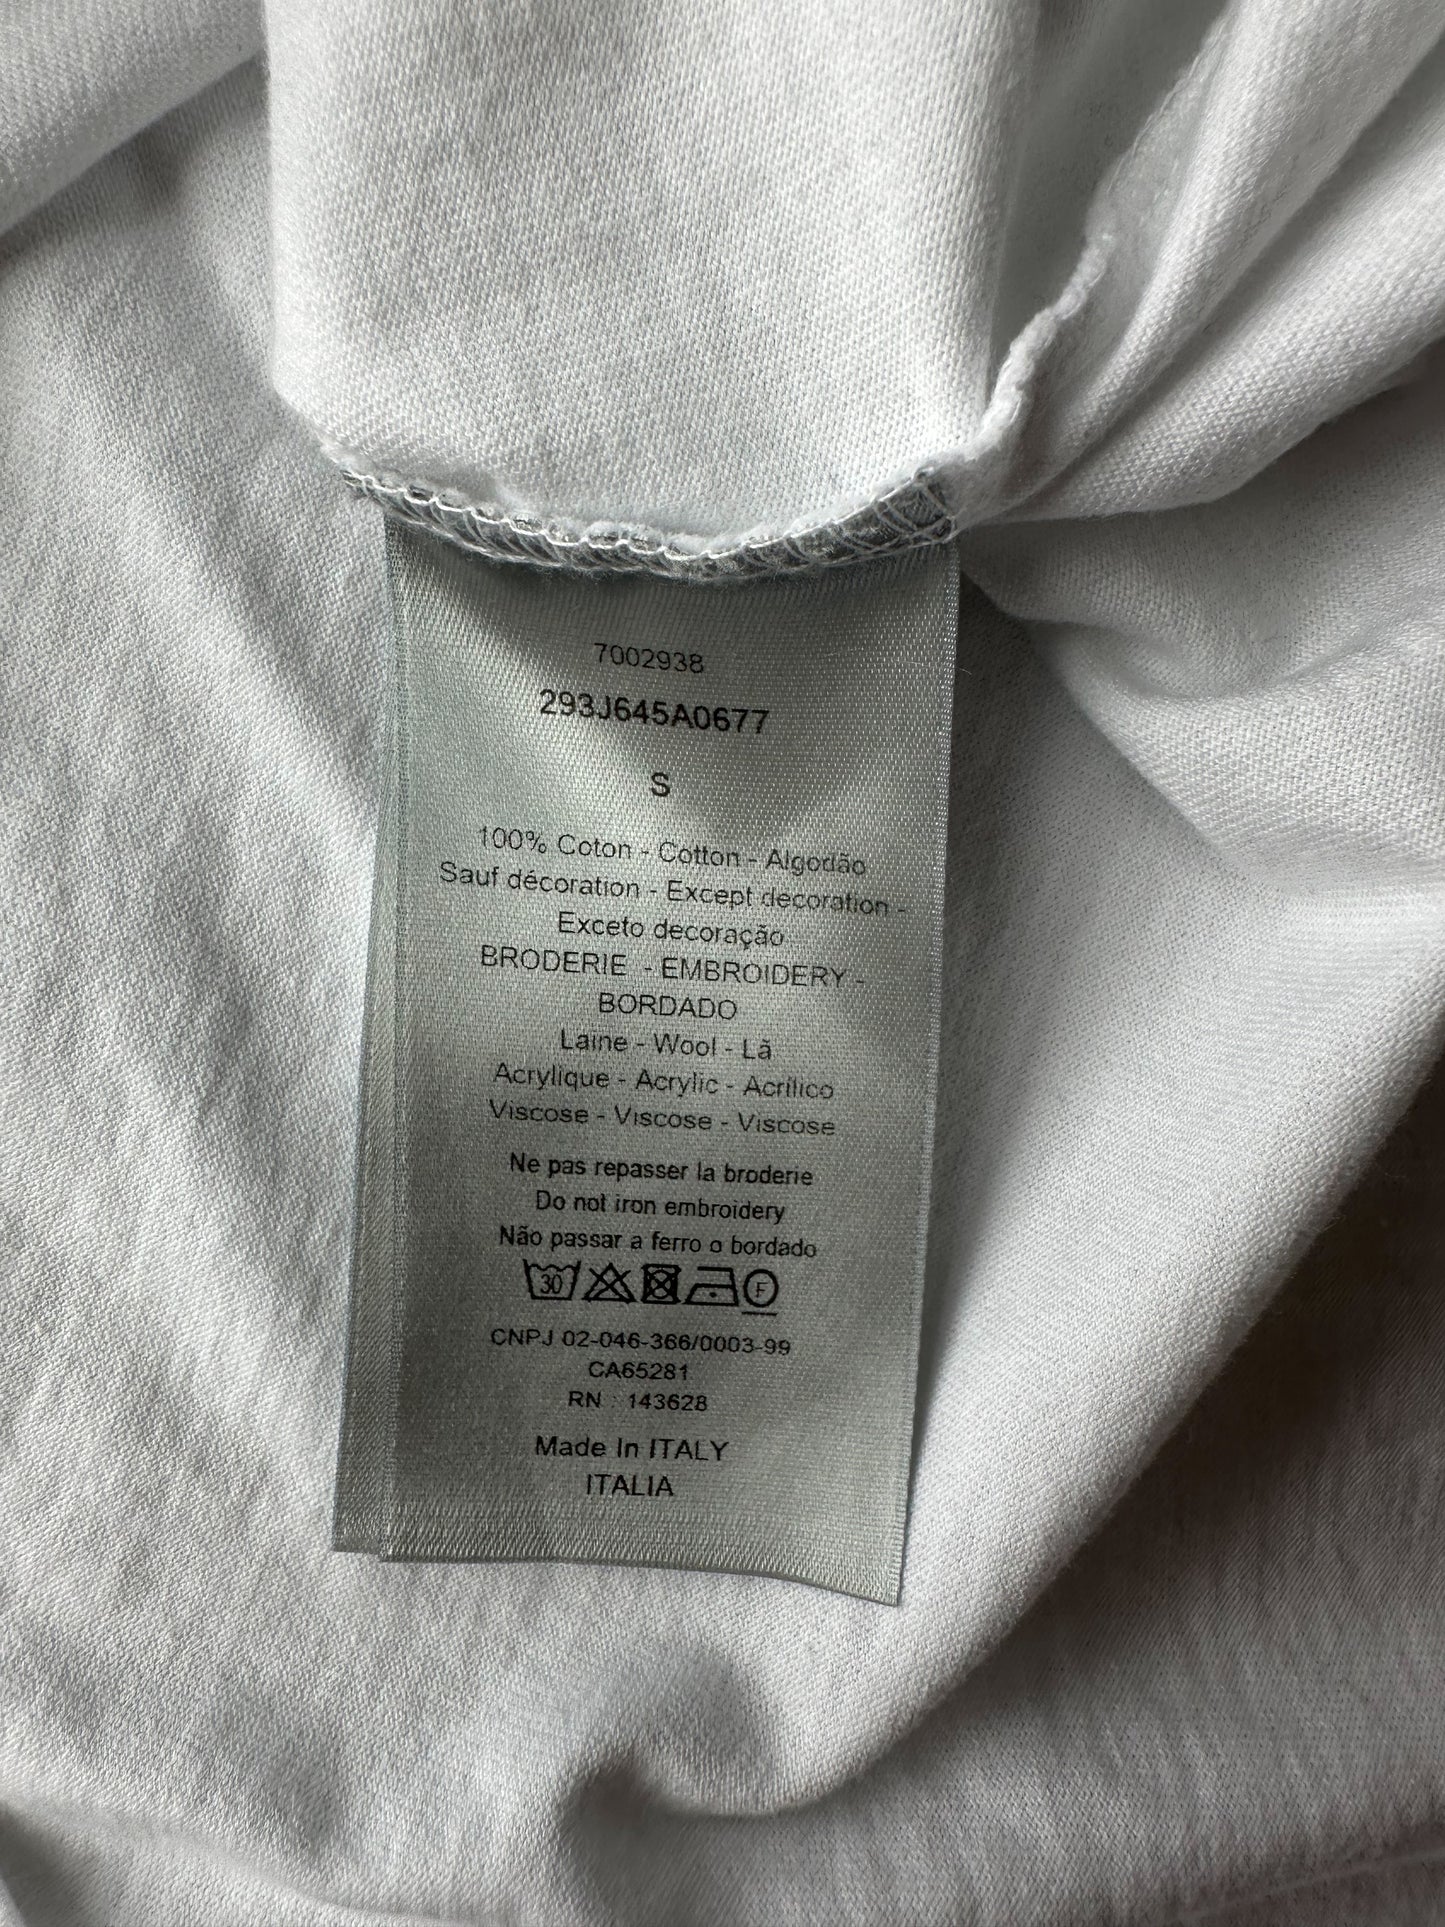 7002938
293J645A0677
S
100% Coton - Cotton - Algodão
Sauf décoration - Except decoration -
Exceto decoração
BRODERIE - EMBROIDERY -
BORDADO
Laine - Wool - Lã
Acrylique - Acrylic - Acrílico
Viscose - Viscose - Viscose
Ne pas repasser la broderie
Do not iron embroidery
Não passar a ferro o bordado
30 F
CNPJ 02-046-366/0003-99
CA65281
RN : 143628
Made In ITALY
ITALIA